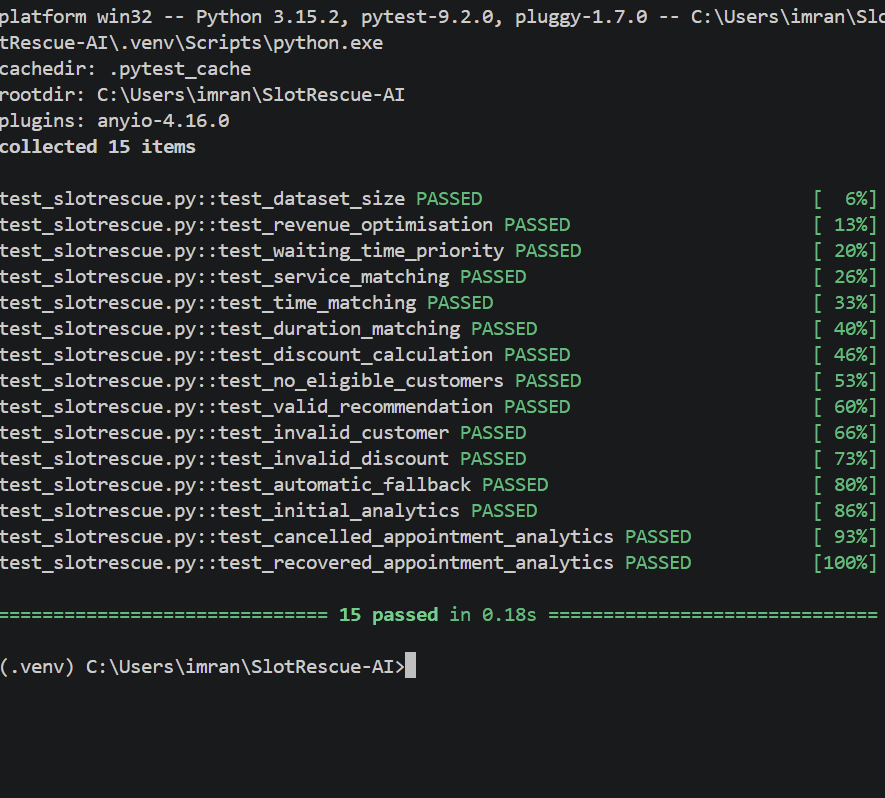 platform win32 -- Python 3.15.2, pytest-9.2.0, pluggy-1.7.0 -- C:\Users\imran\Slo
tRescue-AI\.venv\Scripts\python.exe
cachedir: .pytest_cache
rootdir: C:\Users\imran\SlotRescue-AI
plugins: anyio-4.16.0
collected 15 items
test_slotrescue.py::test_dataset_size PASSED [  6%]
test_slotrescue.py::test_revenue_optimisation PASSED [ 13%]
test_slotrescue.py::test_waiting_time_priority PASSED [ 20%]
test_slotrescue.py::test_service_matching PASSED [ 26%]
test_slotrescue.py::test_time_matching PASSED [ 33%]
test_slotrescue.py::test_duration_matching PASSED [ 40%]
test_slotrescue.py::test_discount_calculation PASSED [ 46%]
test_slotrescue.py::test_no_eligible_customers PASSED [ 53%]
test_slotrescue.py::test_valid_recommendation PASSED [ 60%]
test_slotrescue.py::test_invalid_customer PASSED [ 66%]
test_slotrescue.py::test_invalid_discount PASSED [ 73%]
test_slotrescue.py::test_automatic_fallback PASSED [ 80%]
test_slotrescue.py::test_initial_analytics PASSED [ 86%]
test_slotrescue.py::test_cancelled_appointment_analytics PASSED [ 93%]
test_slotrescue.py::test_recovered_appointment_analytics PASSED [100%]
============================== 15 passed in 0.18s ==============================
(.venv) C:\Users\imran\SlotRescue-AI>